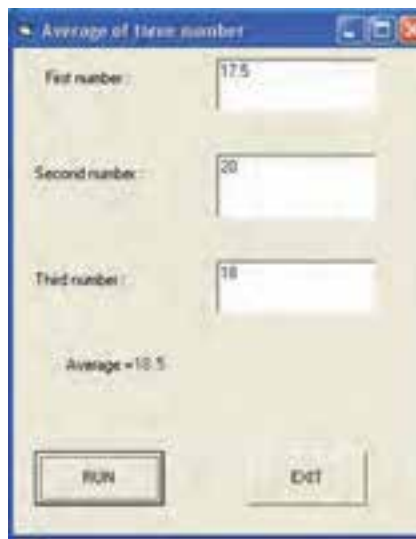 Average of three number
First number : 17.5
Second number : 20
Third number : 18
Average =18.5
RUN EXIT